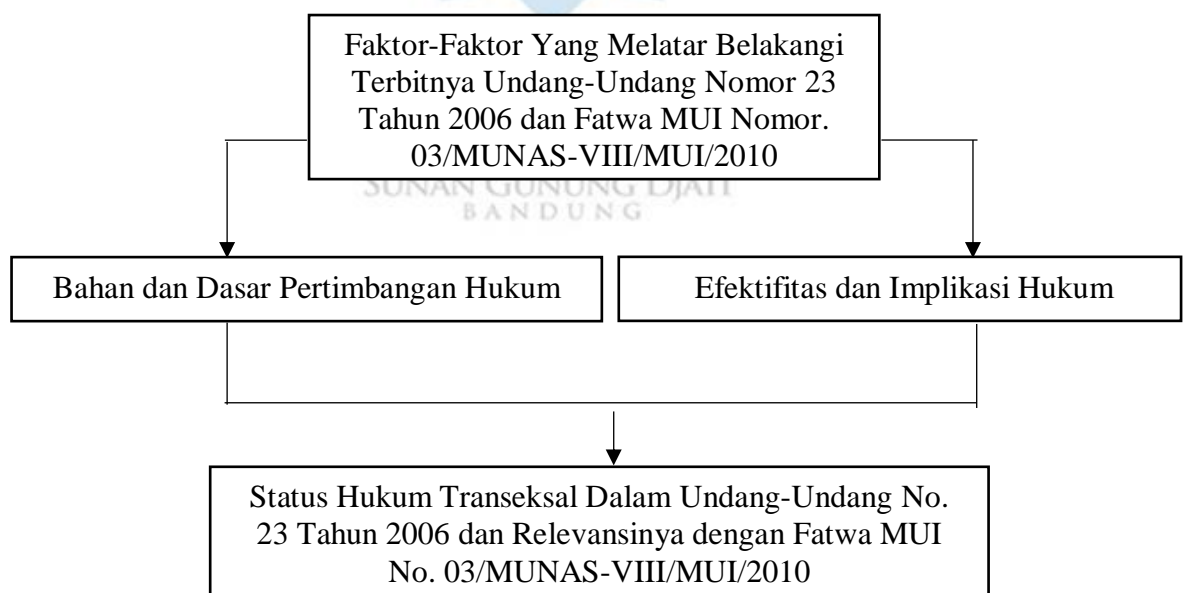 Faktor-Faktor Yang Melatar Belakangi
Terbitnya Undang-Undang Nomor 23
Tahun 2006 dan Fatwa MUI Nomor.
03/MUNAS-VIII/MUI/2010
SUNAN GUNUNG DJATI
BANDUNG
Bahan dan Dasar Pertimbangan Hukum
Efektifitas dan Implikasi Hukum
Status Hukum Transeksal Dalam Undang-Undang No.
23 Tahun 2006 dan Relevansinya dengan Fatwa MUI
No. 03/MUNAS-VIII/MUI/2010